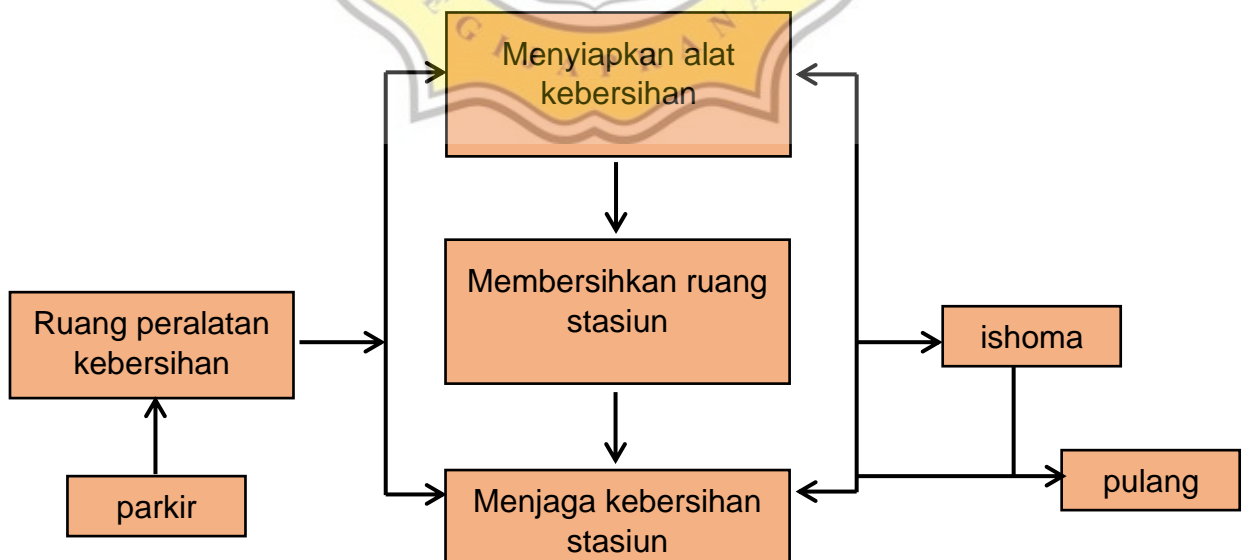 Menyiapkan alat
kebersihan
Membersihkan ruang
stasiun
Ruang peralatan
kebersihan
ishoma
parkir
Menjaga kebersihan
stasiun
pulang